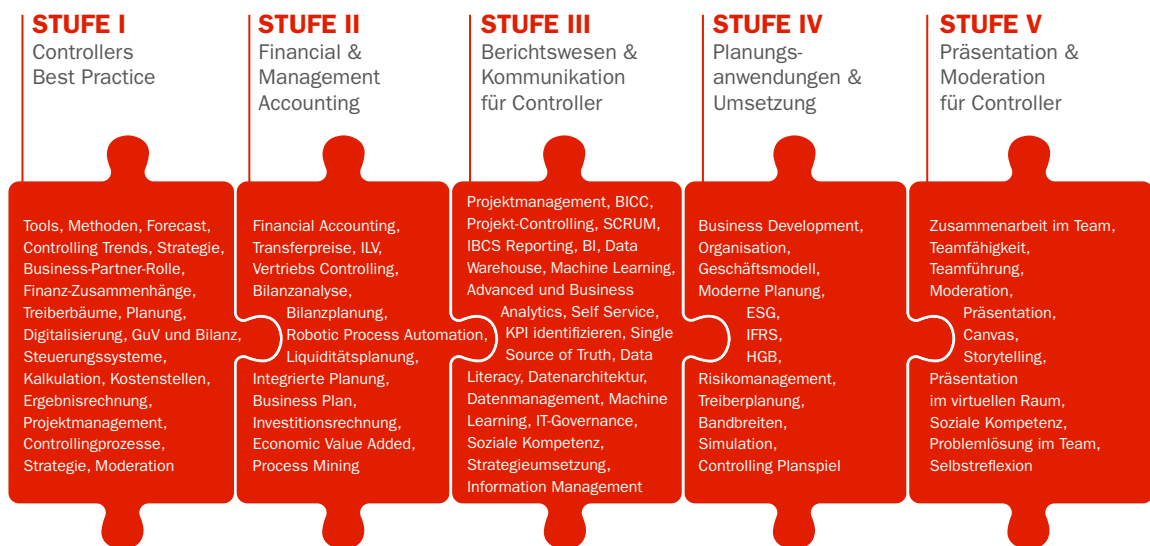 STUFE I
Controllers
Best Practice
Tools, Methoden, Forecast,
Controlling Trends, Strategie,
Business-Partner-Rolle,
Finanz-Zusammenhänge,
Treiberbäume, Planung,
Digitalisierung, GuV und Bilanz,
Steuerungssysteme,
Kalkulation, Kostenstellen,
Ergebnisrechnung,
Projektmanagement,
Controllingprozesse,
Strategie, Moderation
STUFE II
Financial &
Management
Accounting
Financial Accounting,
Transferpreise, ILV,
Vertriebs Controlling,
Bilanzanalyse,
Bilanzplanung,
Robotic Process Automation,
Liquiditätsplanung,
Integrierte Planung,
Business Plan,
Investitionsrechnung,
Economic Value Added,
Process Mining
STUFE III
Berichtswesen &
Kommunikation
für Controller
Projektmanagement, BICC,
Projekt-Controlling, SCRUM,
IBCS Reporting, BI, Data
Warehouse, Machine Learning,
Advanced und Business
Analytics, Self Service,
KPI identifizieren, Single
Source of Truth, Data
Literacy, Datenarchitektur,
Datenmanagement, Machine
Learning, IT-Governance,
Soziale Kompetenz,
Strategieumsetzung,
Information Management
STUFE IV
Planungs-
anwendungen &
Umsetzung
Business Development,
Organisation,
Geschäftsmodell,
Moderne Planung,
ESG,
IFRS,
HGB,
Risikomanagement,
Treiberplanung,
Bandbreiten,
Simulation,
Controlling Planspiel
STUFE V
Präsentation &
Moderation
für Controller
Zusammenarbeit im Team,
Teamfähigkeit,
Teamführung,
Moderation,
Präsentation,
Canvas,
Storytelling,
Präsentation
im virtuellen Raum,
Soziale Kompetenz,
Problemlösung im Team,
Selbstreflexion